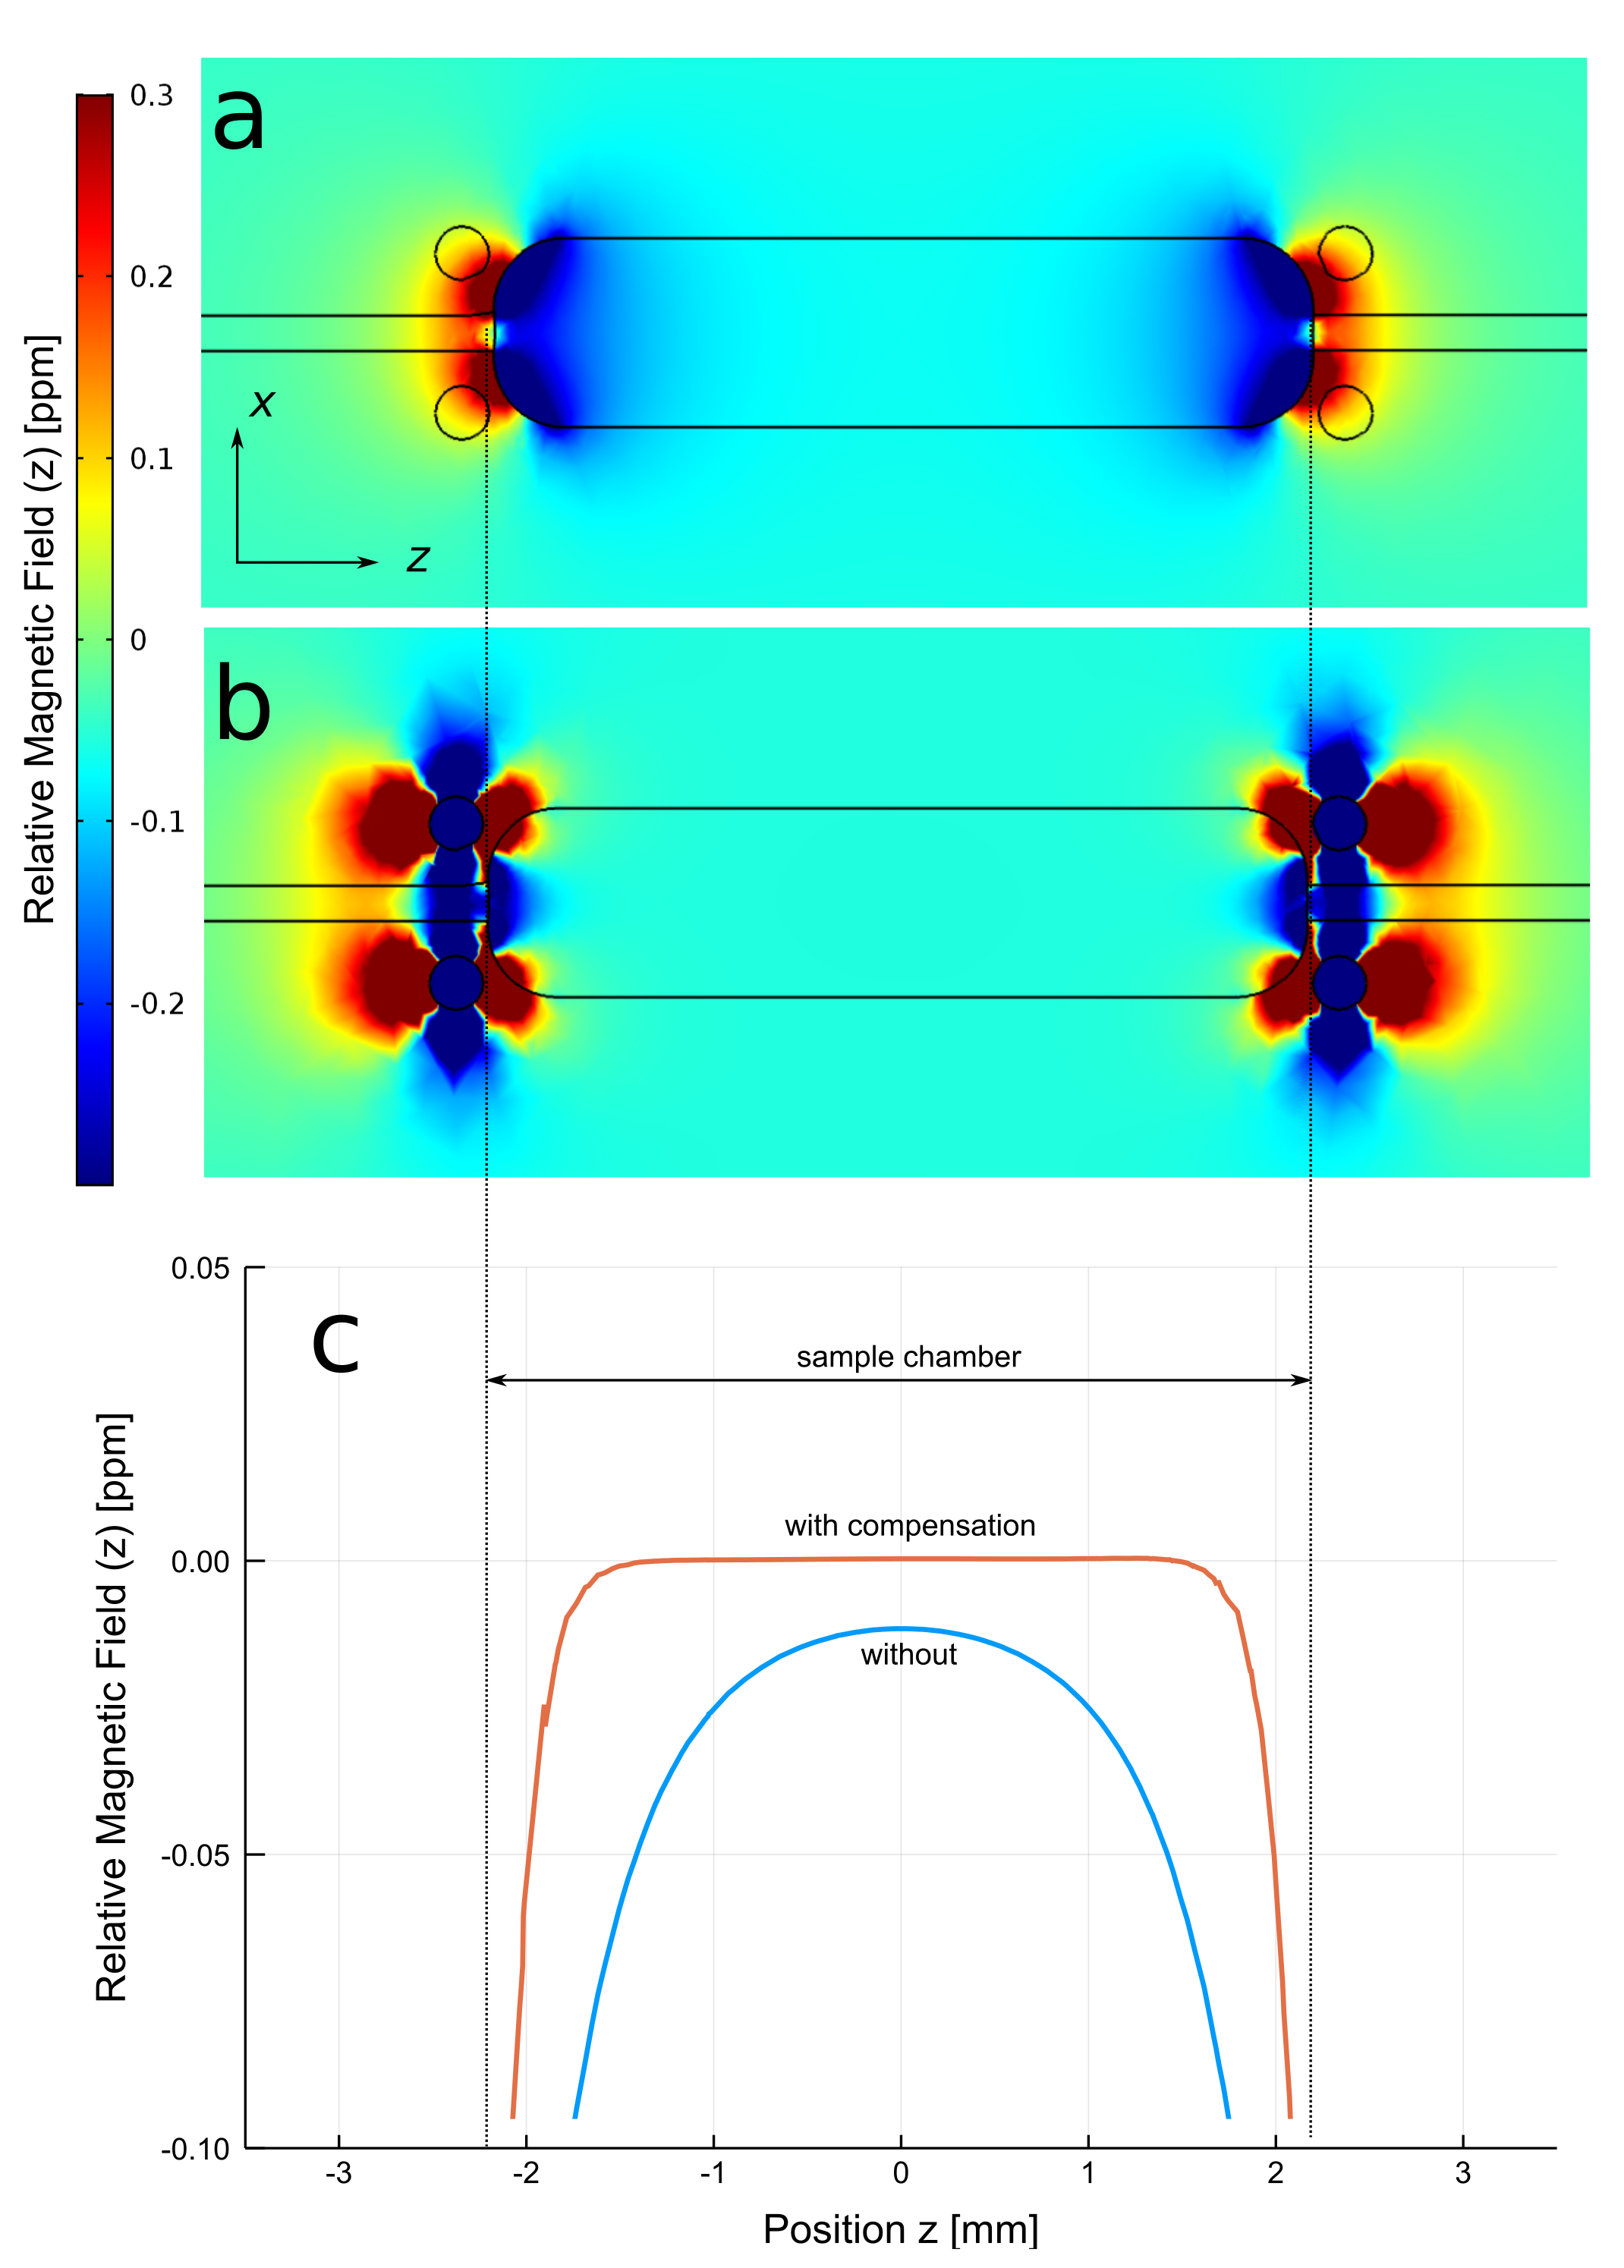 a
0.3
0.2
0.1
0
-0.1
-0.2
Relative Magnetic Field (z) [ppm]
x
z
b
c
0.05
0.00
-0.05
-0.10
Relative Magnetic Field (z) [ppm]
sample chamber
with compensation
without
-3 -2 -1 0 1 2 3
Position z [mm]